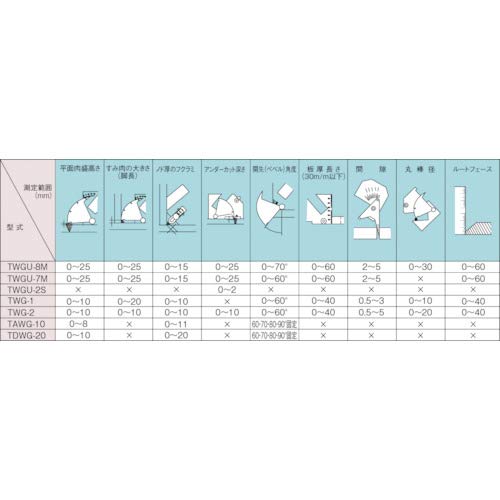 測定範囲
(mm)
型式
平面肉盛高さ
すみ肉の大きさ
(脚長)
ノド厚のフクラミ
アンダーカット深さ
開先(ベベル)角度
板厚長さ
(30m/m以下)
間隙
丸棒径
ルートフェース
TWGU-8M 0～25 0～25 0～15 0～25 0～70° 0～60 2～5 0～30 0～60
TWGU-7M 0～25 0～25 0～15 0～25 0～60° 0～60 2～5 × 0～60
TWGU-2S × × × 0～2 × × × × ×
TWG-1 0～10 0～20 0～10 × 0～60° 0～40 0.5～3 0～10 0～40
TWG-2 0～10 0～10 0～10 0～10 0～60° 0～40 0.5～5 0～20 0～40
TAWG-10 0～8 × 0～11 × 60-70-80-90°固定 × × × ×
TDWG-20 0～10 × 0～20 × 60-70-80-90°固定 × × × ×